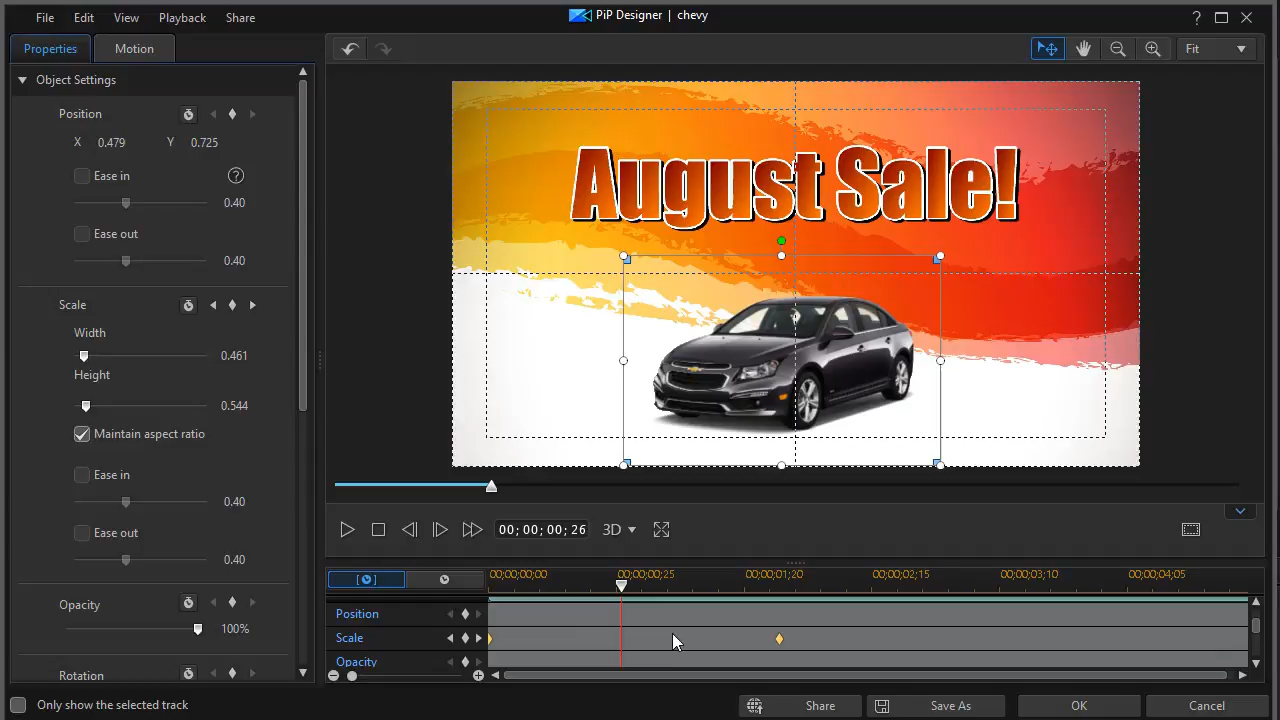 PiP Designer | chevy
?
File Edit View Playback Share
Properties Motion
Fit
Object Settings
Position
X 0.479 Y 0.725
Ease in ?
0.40
Ease out
0.40
Scale
Width
0.461
Height
0.544
Maintain aspect ratio
Ease in
0.40
Ease out
0.40
Opacity
100%
Rotation
August Sale!
00;00;00;26 3D
00;00;00;00 00;00;00;25 00;00;01;20 00;00;02;15 00;00;03;10 00;00;04;05
Position
Scale
Opacity
Only show the selected track
Share Save As OK Cancel